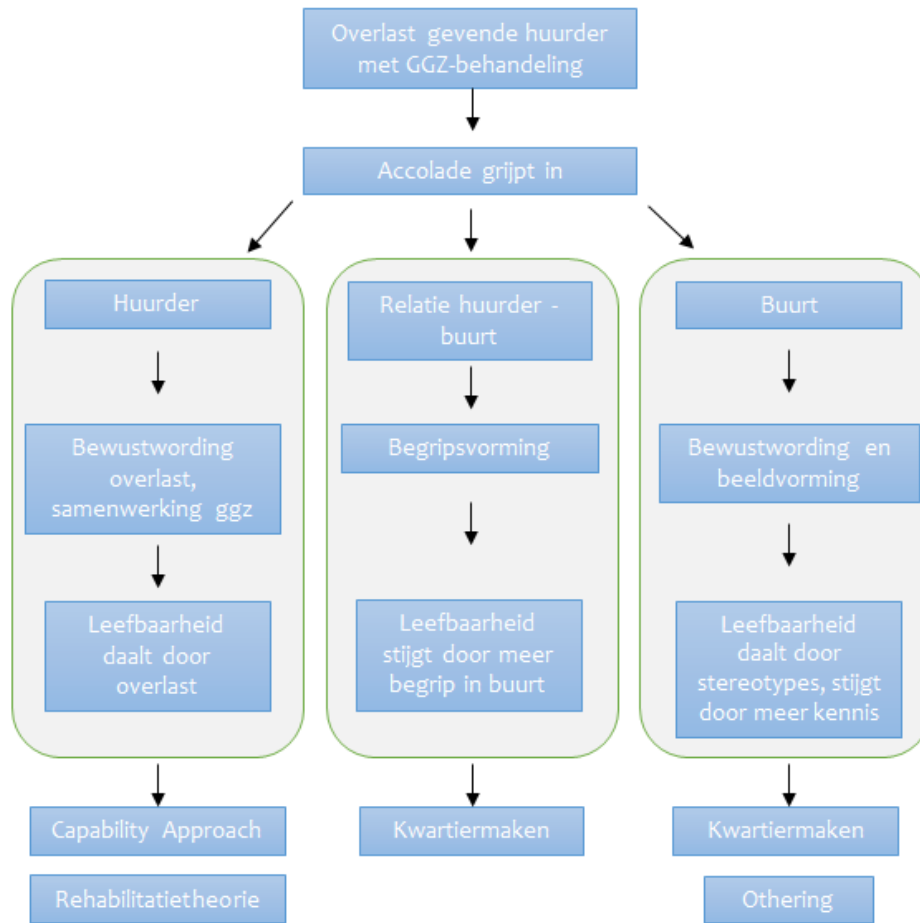 Overlast gevende huurder
met GGZ-behandeling
Accolade grijpt in
Huurder
Bewustwording
overlast,
samenwerking ggz
Leefbaarheid
daalt door
overlast
Capability Approach
Rehabilitatietheorie
Relatie huurder -
buurt
Begripsvorming
Leefbaarheid
stijgt door meer
begrip in buurt
Kwartiermaken
Buurt
Bewustwording en
beeldvorming
Leefbaarheid
daalt door
stereotypes, stijgt
door meer kennis
Kwartiermaken
Othering